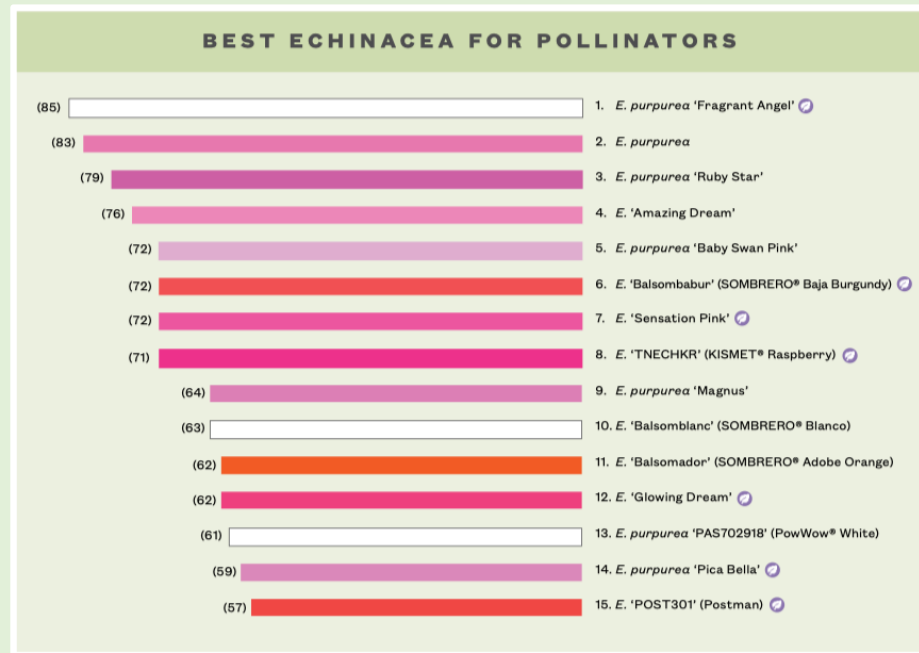 BEST ECHINACEA FOR POLLINATORS
(85) 1. E. purpurea ‘Fragrant Angel’
(83) 2. E. purpurea
(79) 3. E. purpurea ‘Ruby Star’
(76) 4. E. ‘Amazing Dream’
(72) 5. E. purpurea ‘Baby Swan Pink’
(72) 6. E. ‘Balsombabur’ (SOMBRERO® Baja Burgundy)
(72) 7. E. ‘Sensation Pink’
(71) 8. E. ‘TNECHKR’ (KISMET® Raspberry)
(64) 9. E. purpurea ‘Magnus’
(63) 10. E. ‘Balsomblanc’ (SOMBRERO® Blanco)
(62) 11. E. ‘Balsomador’ (SOMBRERO® Adobe Orange)
(62) 12. E. ‘Glowing Dream’
(61) 13. E. purpurea ‘PAS702918’ (PowWow® White)
(59) 14. E. purpurea ‘Pica Bella’
(57) 15. E. ‘POST301’ (Postman)